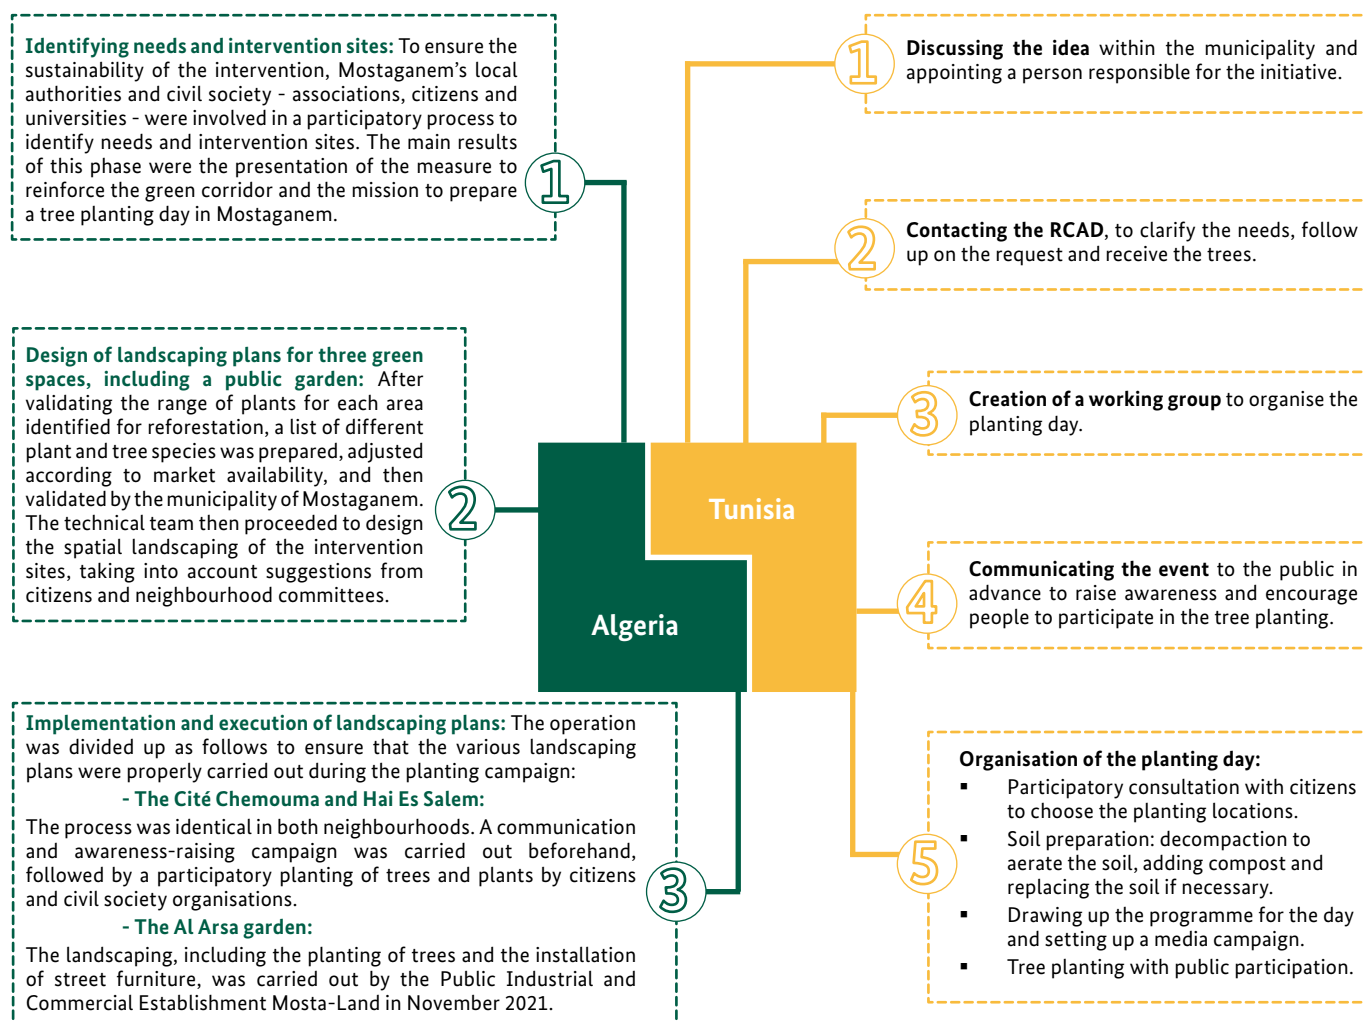 Identifying needs and intervention sites: To ensure the
sustainability of the intervention, Mostaganem's local
authorities and civil society - associations, citizens and
universities - were involved in a participatory process to
identify needs and intervention sites. The main results
of this phase were the presentation of the measure to
reinforce the green corridor and the mission to prepare
a tree planting day in Mostaganem.
1
Design of landscaping plans for three green
spaces, including a public garden: After
validating the range of plants for each area
identified for reforestation, a list of different
plant and tree species was prepared, adjusted
according to market availability, and then
validated by the municipality of Mostaganem.
The technical team then proceeded to design
the spatial landscaping of the intervention
sites, taking into account suggestions from
citizens and neighbourhood committees.
2
Algeria
Implementation and execution of landscaping plans: The operation
was divided up as follows to ensure that the various landscaping
plans were properly carried out during the planting campaign:
- The Cité Chemouma and Hai Es Salem:
The process was identical in both neighbourhoods. A communication
and awareness-raising campaign was carried out beforehand,
followed by a participatory planting of trees and plants by citizens
and civil society organisations.
- The Al Arsa garden:
The landscaping, including the planting of trees and the installation
of street furniture, was carried out by the Public Industrial and
Commercial Establishment Mosta-Land in November 2021.
3
Tunisia
1
Discussing the idea within the municipality and
appointing a person responsible for the initiative.
2
Contacting the RCAD, to clarify the needs, follow
up on the request and receive the trees.
3
Creation of a working group to organise the
planting day.
4
Communicating the event to the public in
advance to raise awareness and encourage
people to participate in the tree planting.
5
Organisation of the planting day:
▪ Participatory consultation with citizens
to choose the planting locations.
▪ Soil preparation: decompaction to
aerate the soil, adding compost and
replacing the soil if necessary.
▪ Drawing up the programme for the day
and setting up a media campaign.
▪ Tree planting with public participation.